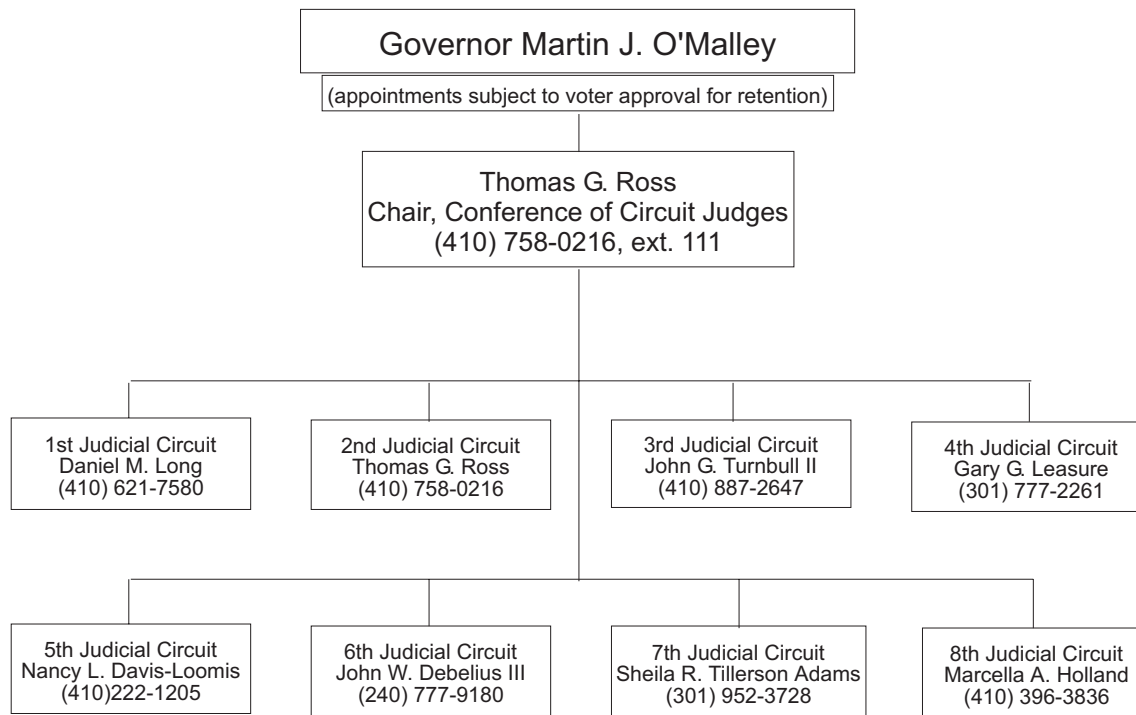 Governor Martin J. O'Malley
(appointments subject to voter approval for retention)
Thomas G. Ross
Chair, Conference of Circuit Judges
(410) 758-0216, ext. 111
1st Judicial Circuit
Daniel M. Long
(410) 621-7580
2nd Judicial Circuit
Thomas G. Ross
(410) 758-0216
3rd Judicial Circuit
John G. Turnbull II
(410) 887-2647
4th Judicial Circuit
Gary G. Leasure
(301) 777-2261
5th Judicial Circuit
Nancy L. Davis-Loomis
(410)222-1205
6th Judicial Circuit
John W. Debelius III
(240) 777-9180
7th Judicial Circuit
Sheila R. Tillerson Adams
(301) 952-3728
8th Judicial Circuit
Marcella A. Holland
(410) 396-3836